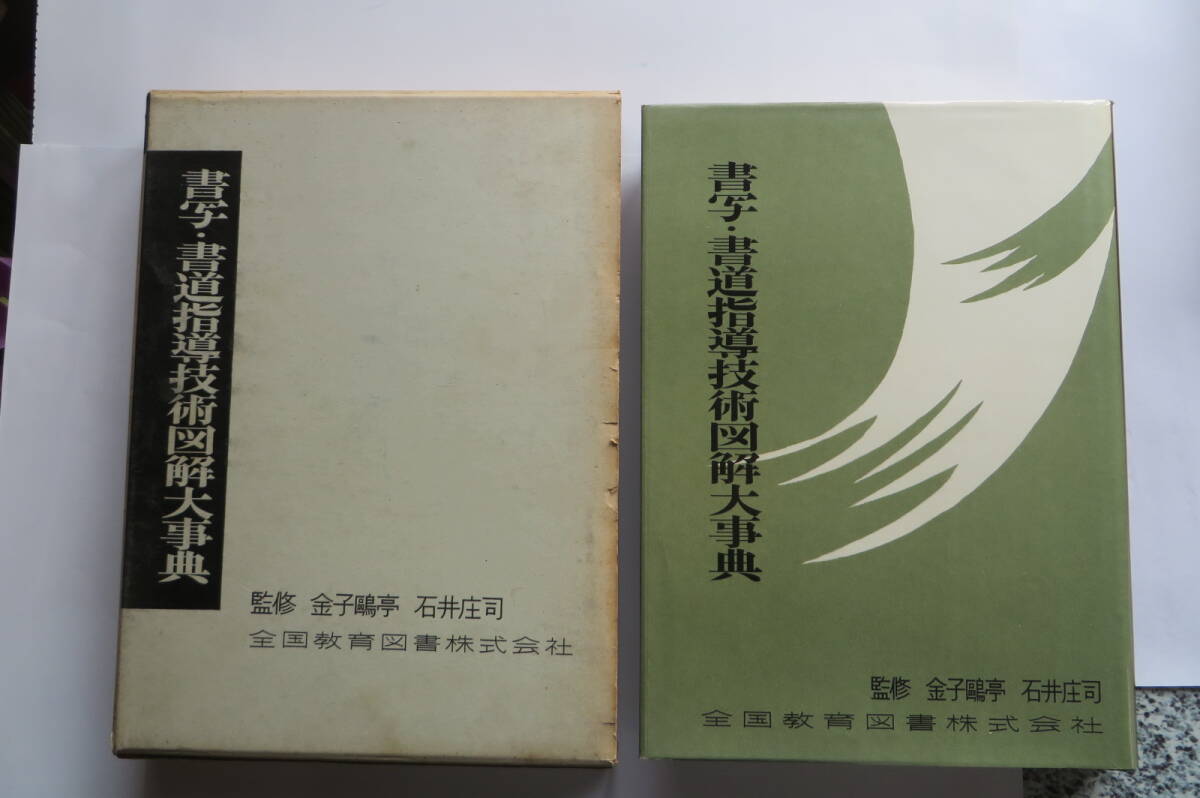 書写・書道指導技術図解大事典
監修 金子鷗亭 石井庄司
全国教育図書株式会社
書写・書道指導技術図解大事典
監修 金子鷗亭 石井庄司
全国教育図書株式会社